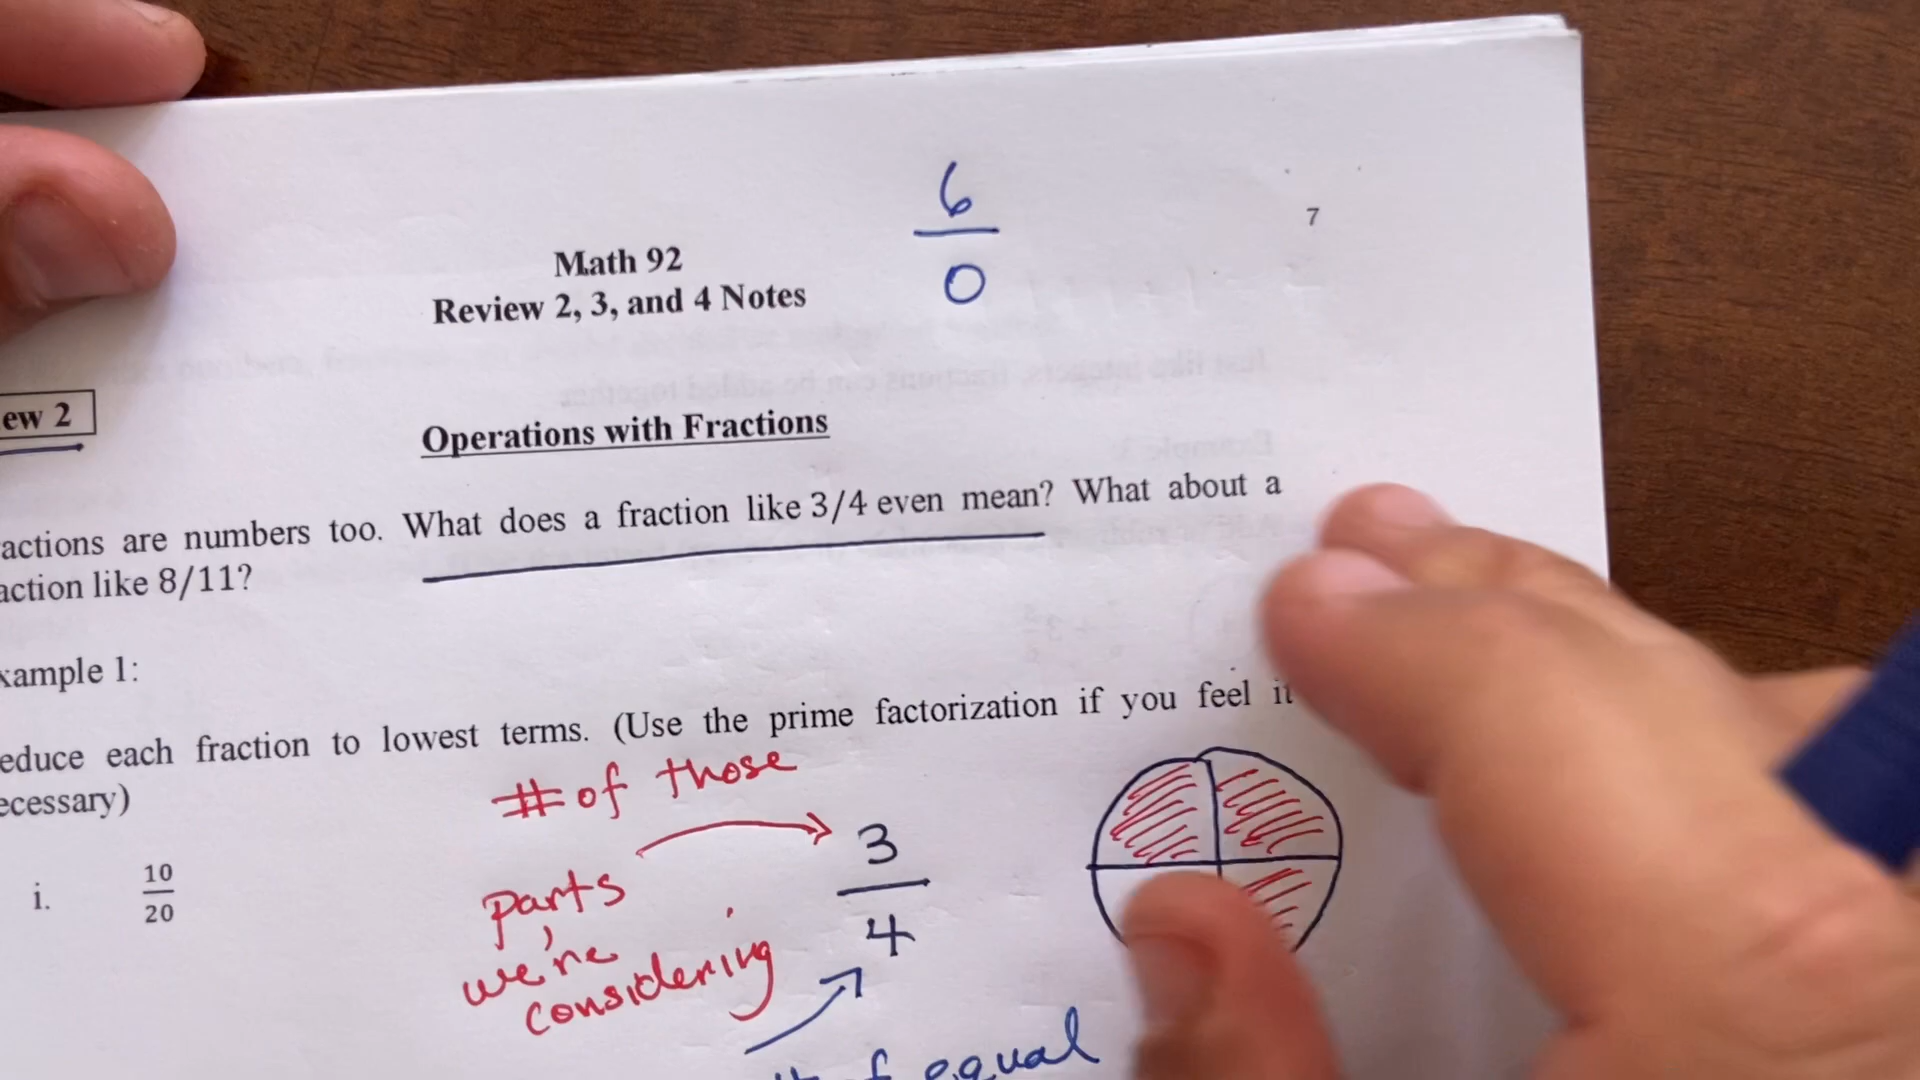 6
0
7
Math 92
Review 2, 3, and 4 Notes
ew 2
Operations with Fractions
actions are numbers too. What does a fraction like 3/4 even mean? What about a
action like 8/11?
xample 1:
educe each fraction to lowest terms. (Use the prime factorization if you feel it
ecessary)
# of those
parts
we're
considering
3
4
i.
10
20
of equal